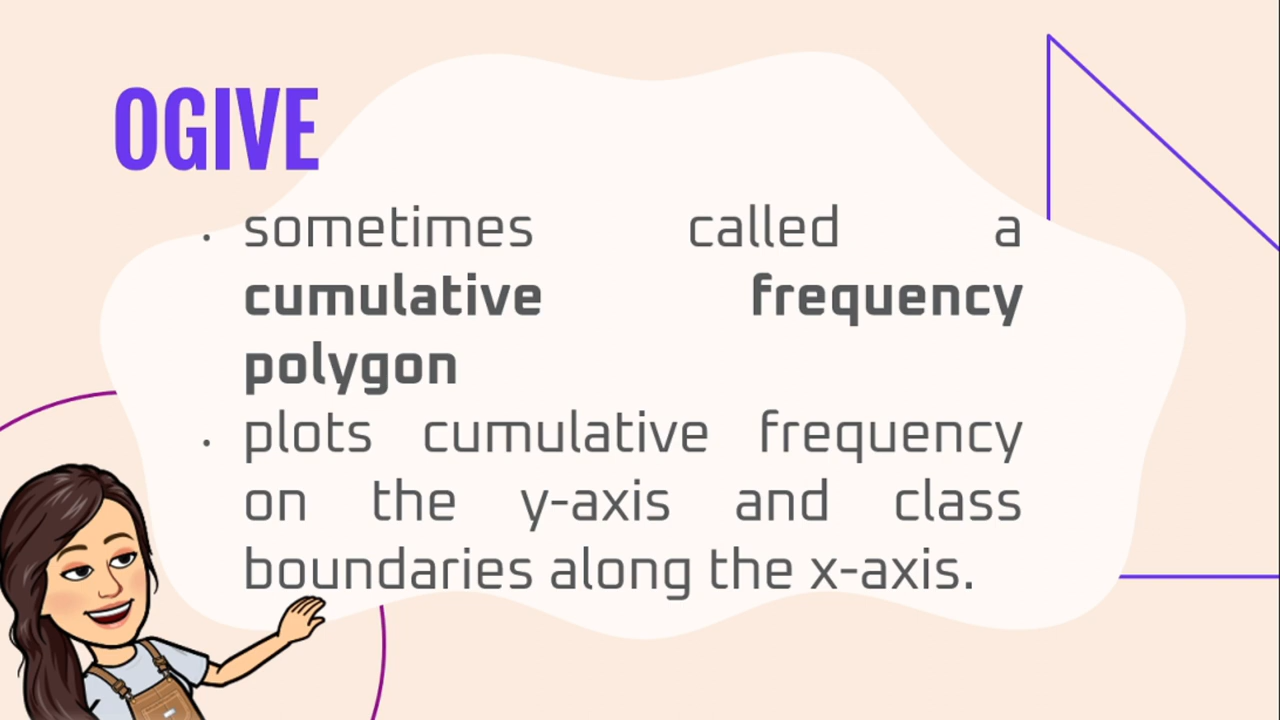 OGIVE
· sometimes called a
cumulative frequency
polygon
· plots cumulative frequency
on the y-axis and class
boundaries along the x-axis.